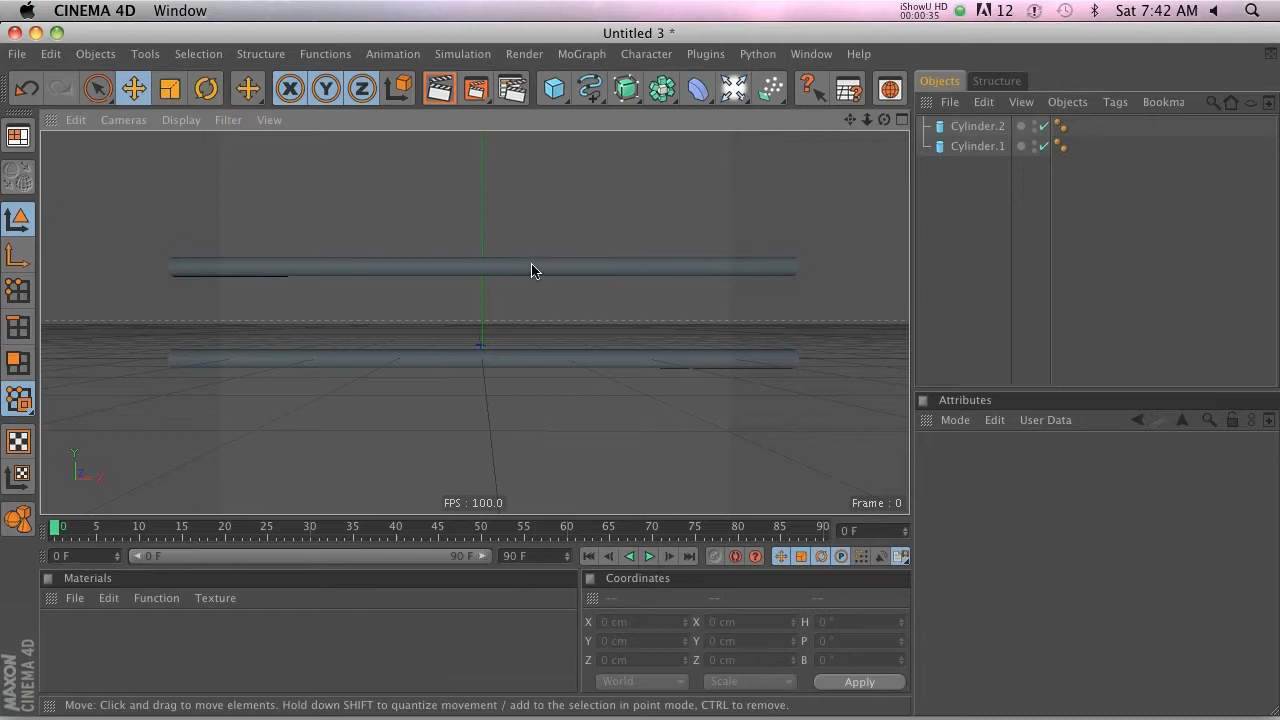 CINEMA 4D Window iShowU HD 00:00:35 12 Sat 7:42 AM
Untitled 3 *
File Edit Objects Tools Selection Structure Functions Animation Simulation Render MoGraph Character Plugins Python Window Help
X Y Z
Objects Structure
File Edit View Objects Tags Bookma
Edit Cameras Display Filter View
Cylinder.2
Cylinder.1
Y
Z X
FPS : 100.0 Frame : 0
Attributes
Mode Edit User Data
0 5 10 15 20 25 30 35 40 45 50 55 60 65 70 75 80 85 90 0 F
0 F 0 F 90 F 90 F
Materials
File Edit Function Texture
Coordinates
-- -- --
X 0 cm X 0 cm H 0 °
Y 0 cm Y 0 cm P 0 °
Z 0 cm Z 0 cm B 0 °
World Scale Apply
MAXON
CINEMA 4D
Move: Click and drag to move elements. Hold down SHIFT to quantize movement / add to the selection in point mode, CTRL to remove.